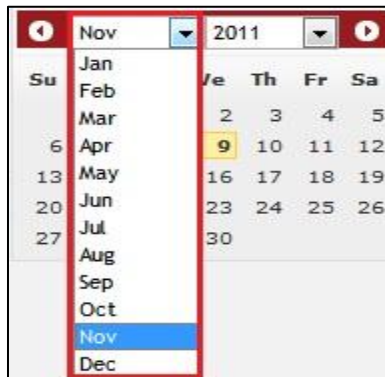 Nov 2011
Su /e Th Fr Sa
Jan
Feb
Mar 2 3 4 5
6 Apr 9 10 11 12
13 May 16 17 18 19
20 Jun 23 24 25 26
27 Jul 30
Aug
Sep
Oct
Nov
Dec